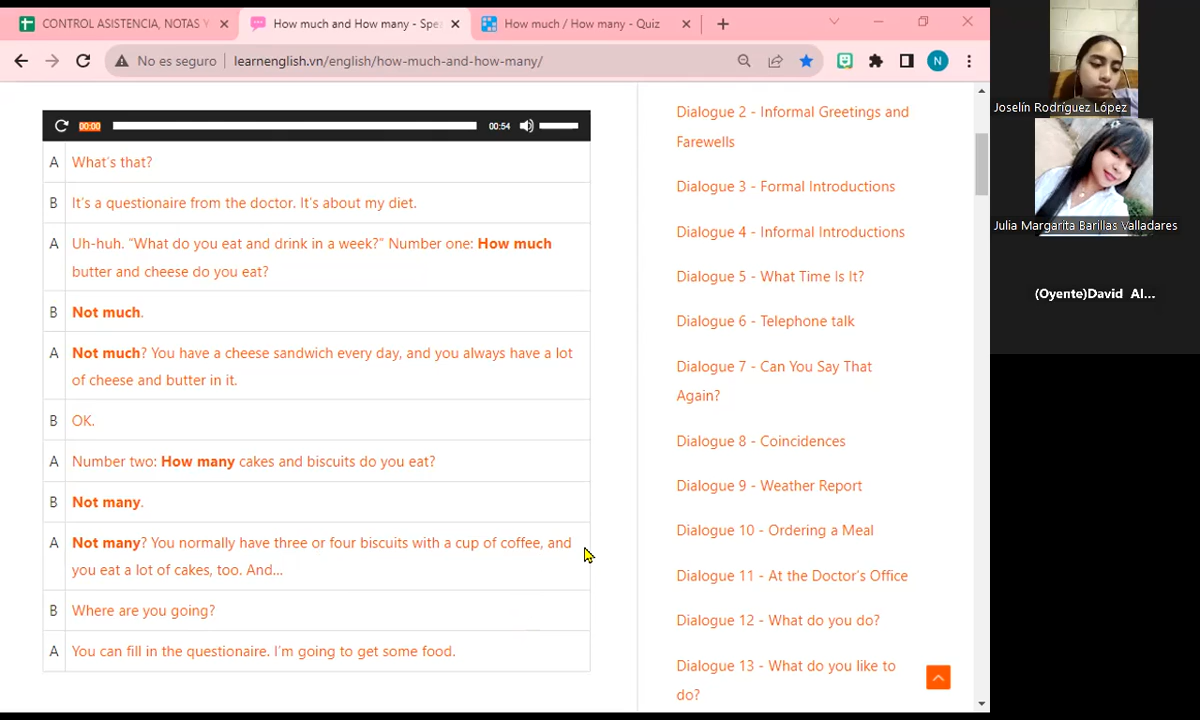 CONTROL ASISTENCIA, NOTAS Y
How much and How many - Spe
How much / How many - Quiz
No es seguro
learnenglish.vn/english/how-much-and-how-many/
N
00:00
00:54
A What's that?
B It's a questionaire from the doctor. It's about my diet.
A Uh-huh. "What do you eat and drink in a week?" Number one: How much
butter and cheese do you eat?
B Not much.
A Not much? You have a cheese sandwich every day, and you always have a lot
of cheese and butter in it.
B OK.
A Number two: How many cakes and biscuits do you eat?
B Not many.
A Not many? You normally have three or four biscuits with a cup of coffee, and
you eat a lot of cakes, too. And...
B Where are you going?
A You can fill in the questionaire. I'm going to get some food.
Dialogue 2 - Informal Greetings and
Farewells
Dialogue 3 - Formal Introductions
Dialogue 4 - Informal Introductions
Dialogue 5 - What Time Is It?
Dialogue 6 - Telephone talk
Dialogue 7 - Can You Say That
Again?
Dialogue 8 - Coincidences
Dialogue 9 - Weather Report
Dialogue 10 - Ordering a Meal
Dialogue 11 - At the Doctor's Office
Dialogue 12 - What do you do?
Dialogue 13 - What do you like to
do?
Joselín Rodríguez López
Julia Margarita Barillas Valladares
(Oyente)David Al...